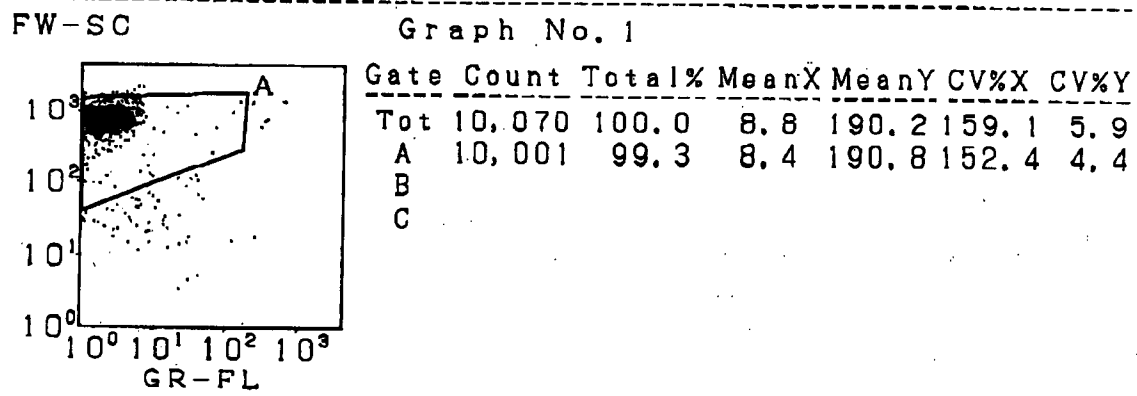 FW-SC
Graph No. 1
A
10³
10²
10¹
10⁰
10⁰ 10¹ 10² 10³
GR-FL
Gate Count Total% MeanX MeanY CV%X CV%Y
Tot 10,070 100.0 8.8 190.2 159.1 5.9
A 10,001 99.3 8.4 190.8 152.4 4.4
B
C